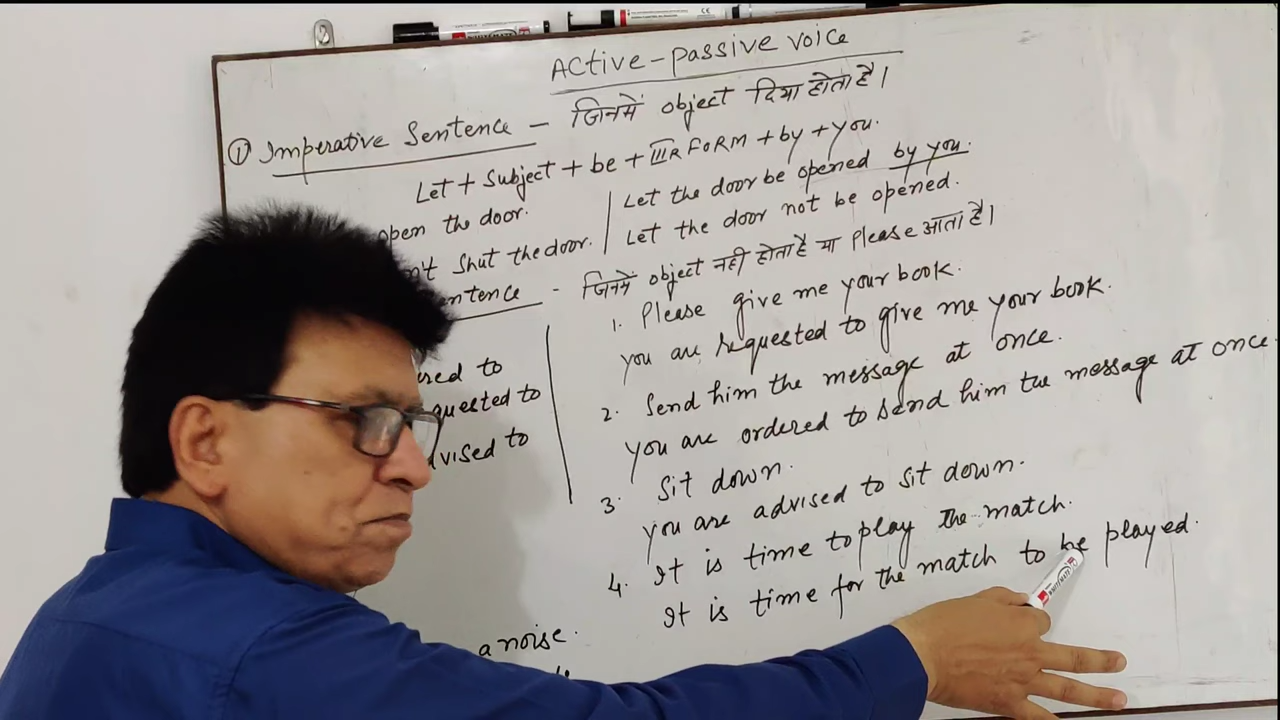 Active-passive voice
① Imperative Sentence - जिनमें object दिया होता है।
Let + Subject + be + IIIR FORM + by + you.
open the door.
Let the door be opened by you.
n't shut the door.
Let the door not be opened.
entence - जिनमें object नही होता है या Please आता है।
ered to
quested to
dvised to
1. Please give me your book.
you are requested to give me your book.
2. Send him the message at once.
you are ordered to send him the message at once.
3. Sit down.
you are advised to sit down.
4. It is time to play the match.
It is time for the match to be played.
a noise.
WHITEMATE